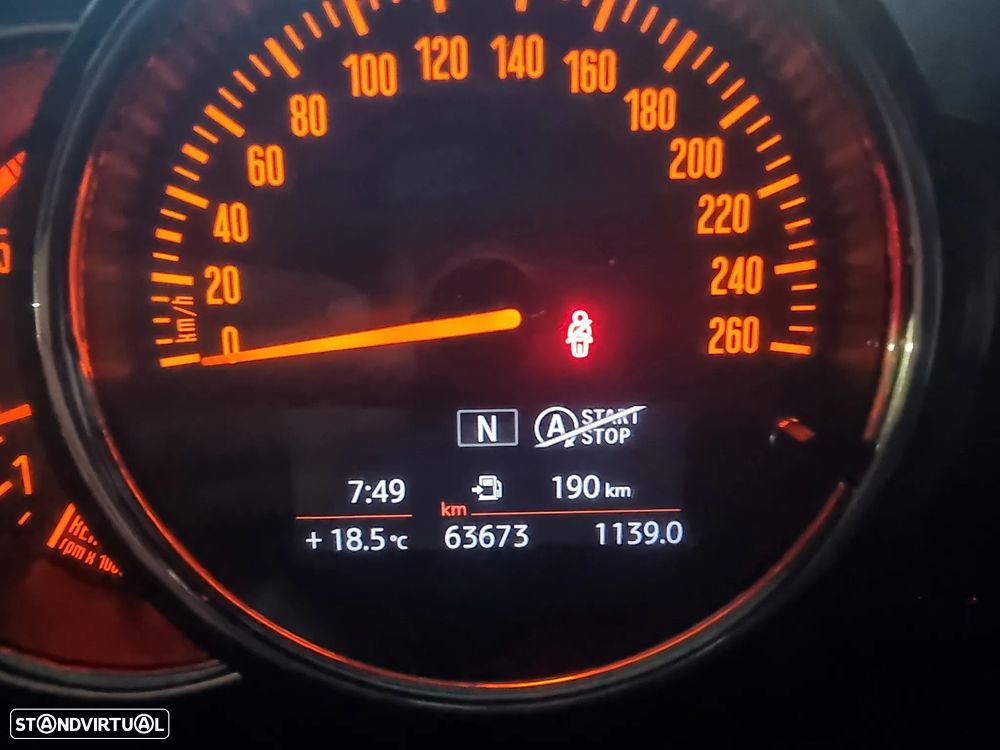 120 140
100 160
80 180
60 200
40 220
20 240
km/h
0 260
N A START STOP
7:49 190 km
km
+ 18.5°C 63673 1139.0
1
rpm x 100
STANDVIRTUAL